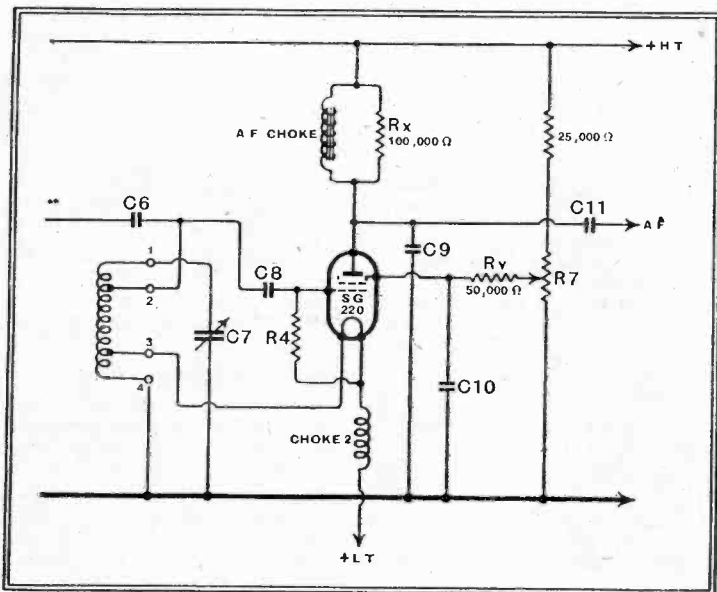 +HT
AF CHOKE
Rx
100,000 Ω
25,000 Ω
C6
C11
AF
1
C9
C8
Rv
R7
2
SG
220
50,000 Ω
C7
R4
3
C10
4
CHOKE 2
+LT